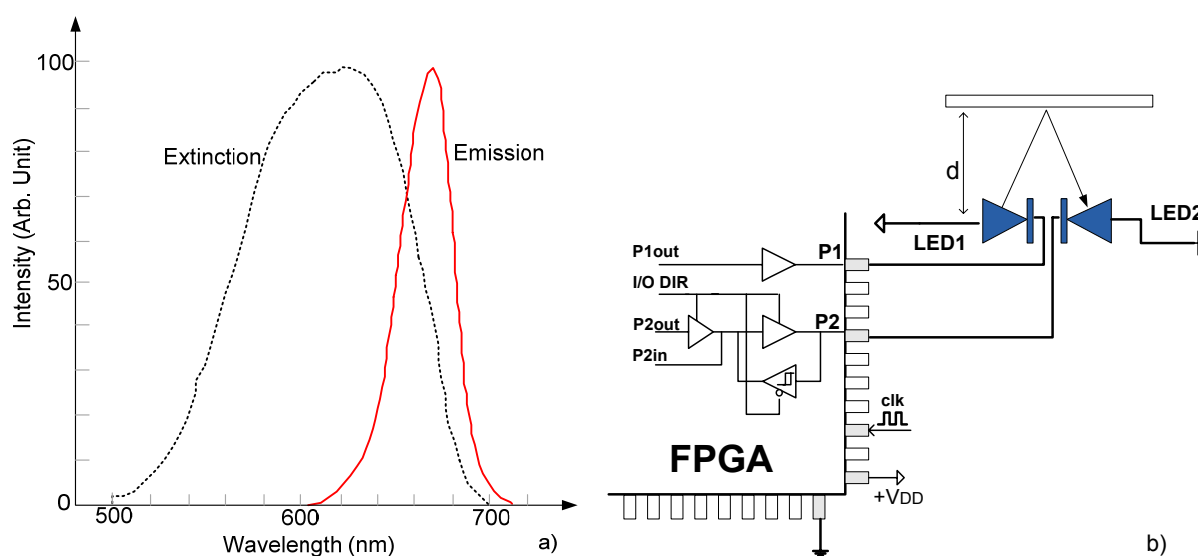 100
Extinction
Emission
50
0
500
600
700
Intensity (Arb. Unit)
Wavelength (nm)
a)
d
LED1
LED2
P1out
P1
I/O DIR
P2out
P2
P2in
clk
FPGA
+VDD
b)